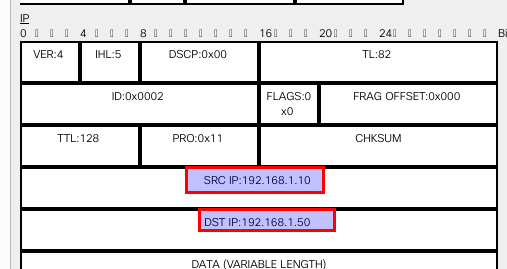 IP
0 4 8 16 20 24 Bi
VER:4 IHL:5 DSCP:0x00 TL:82
ID:0x0002 FLAGS:0 FRAG OFFSET:0x000
x0
TTL:128 PRO:0x11 CHKSUM
SRC IP:192.168.1.10
DST IP:192.168.1.50
DATA (VARIABLE LENGTH)